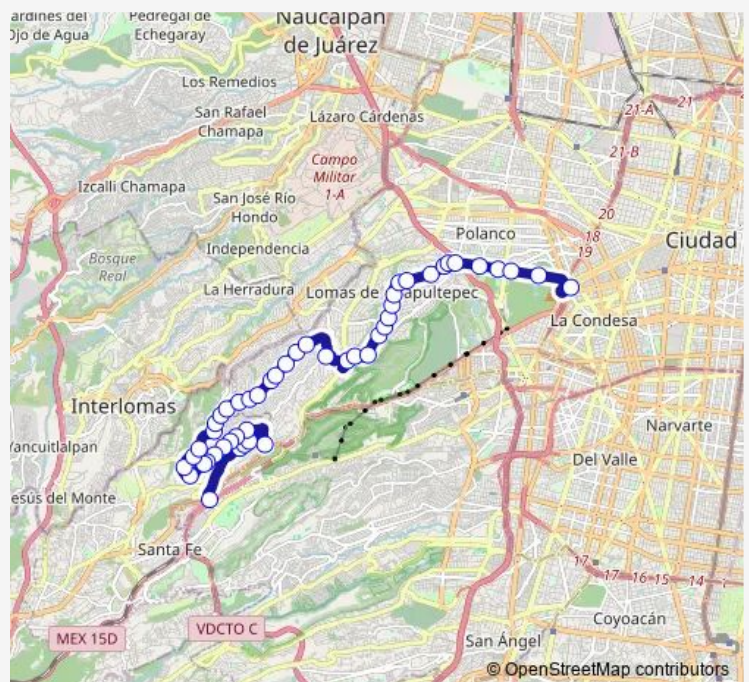 ardines del
Ojo de Agua
Pedregal de
Echegaray
Naucalpan
de Juárez
Los Remedios
San Rafael
Chamapa
Lázaro Cárdenas
21-A
21
Campo
Militar
1-A
21-B
Izcalli Chamapa
San José Río
Hondo
20
Polanco
18
19
Ciudad
Independencia
Bosque
Real
La Herradura
Lomas de Chapultepec
La Condesa
Interlomas
Narvarte
Yancuitlalpan
Del Valle
esús del Monte
Santa Fe
17
17
16
15
14
1
Coyoacán
MEX 15D
VDCTO C
San Ángel
© OpenStreetMap contributors